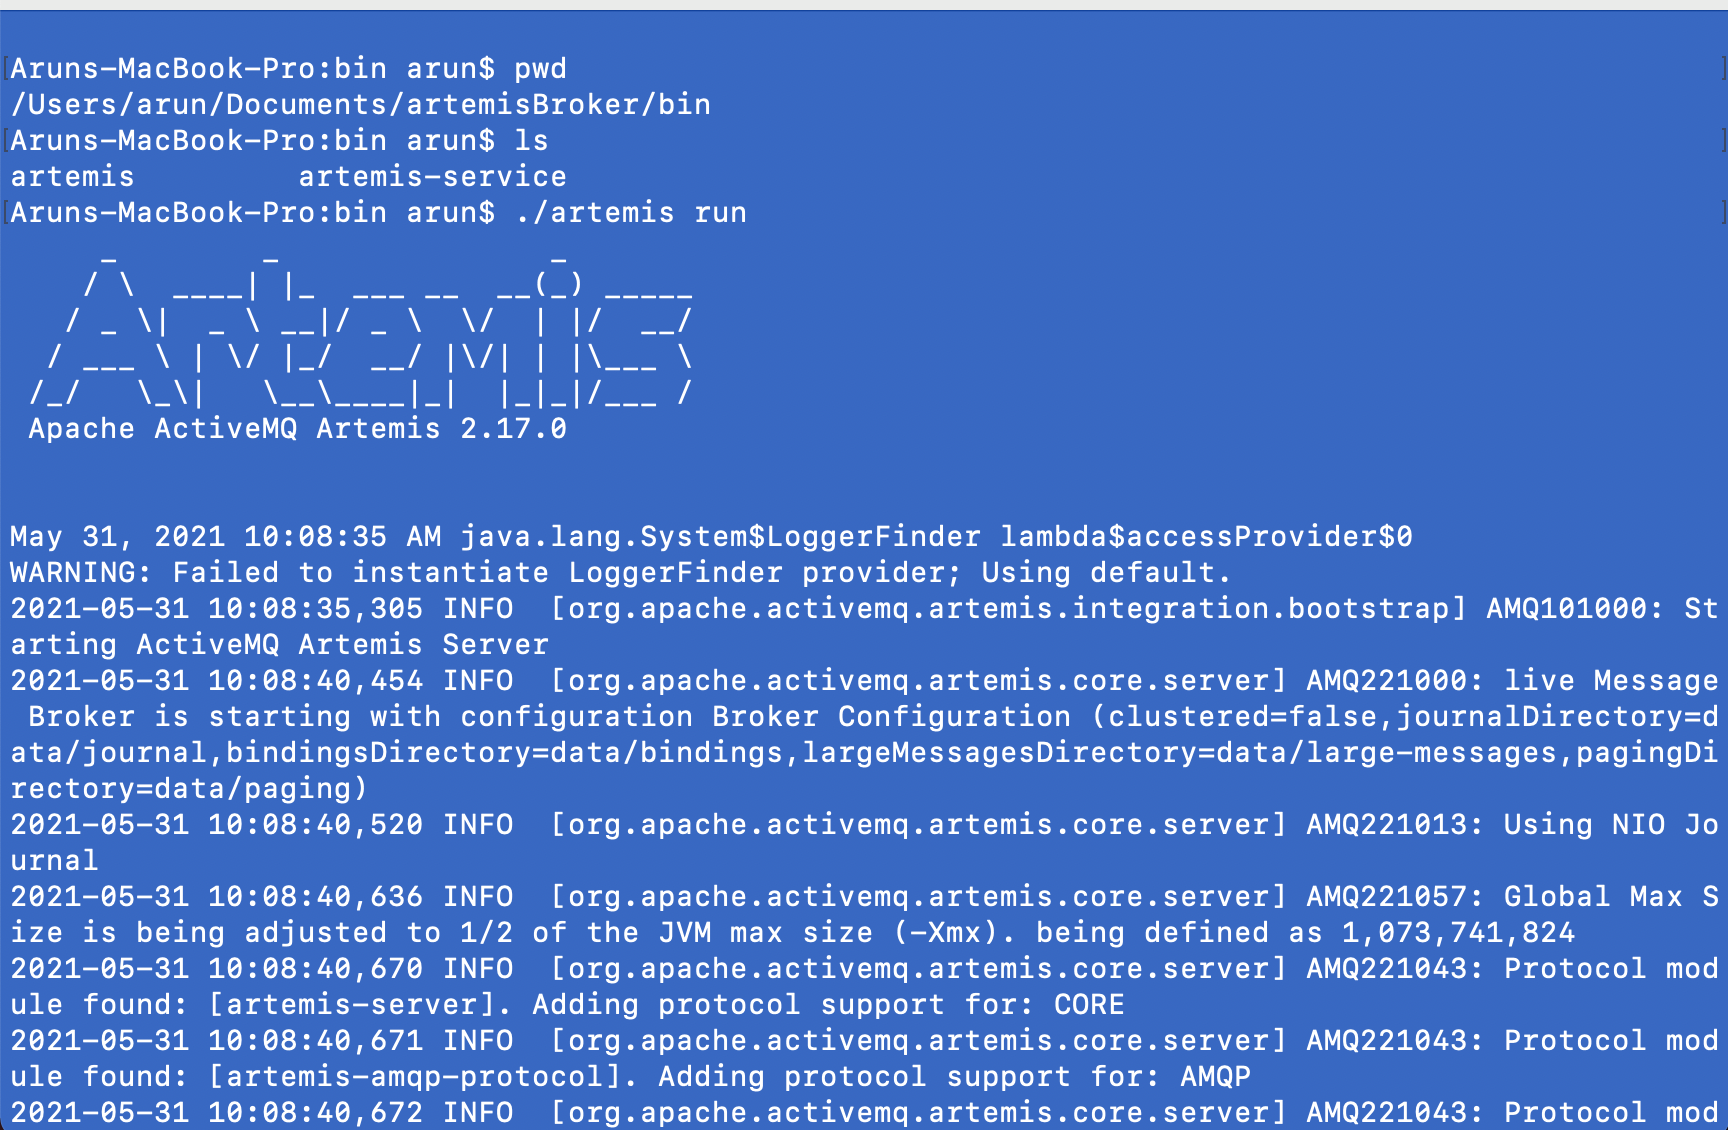 [Aruns-MacBook-Pro:bin arun$ pwd ]
/Users/arun/Documents/artemisBroker/bin
[Aruns-MacBook-Pro:bin arun$ ls ]
artemis         artemis-service
[Aruns-MacBook-Pro:bin arun$ ./artemis run ]
     _        _               _
    / \  ____| |_  ___ __  __(_) _____
   / _ \|  _ \ __|/ _ \  \/  | |/  __/
  / ___ \ | \/ |_/  __/ |\/| | |\___ \
 /_/   \_\|   \__\____|_|  |_|_|/___ /
 Apache ActiveMQ Artemis 2.17.0
May 31, 2021 10:08:35 AM java.lang.System$LoggerFinder lambda$accessProvider$0
WARNING: Failed to instantiate LoggerFinder provider; Using default.
2021-05-31 10:08:35,305 INFO  [org.apache.activemq.artemis.integration.bootstrap] AMQ101000: St
arting ActiveMQ Artemis Server
2021-05-31 10:08:40,454 INFO  [org.apache.activemq.artemis.core.server] AMQ221000: live Message
 Broker is starting with configuration Broker Configuration (clustered=false,journalDirectory=d
ata/journal,bindingsDirectory=data/bindings,largeMessagesDirectory=data/large-messages,pagingDi
rectory=data/paging)
2021-05-31 10:08:40,520 INFO  [org.apache.activemq.artemis.core.server] AMQ221013: Using NIO Jo
urnal
2021-05-31 10:08:40,636 INFO  [org.apache.activemq.artemis.core.server] AMQ221057: Global Max S
ize is being adjusted to 1/2 of the JVM max size (-Xmx). being defined as 1,073,741,824
2021-05-31 10:08:40,670 INFO  [org.apache.activemq.artemis.core.server] AMQ221043: Protocol mod
ule found: [artemis-server]. Adding protocol support for: CORE
2021-05-31 10:08:40,671 INFO  [org.apache.activemq.artemis.core.server] AMQ221043: Protocol mod
ule found: [artemis-amqp-protocol]. Adding protocol support for: AMQP
2021-05-31 10:08:40,672 INFO  [org.apache.activemq.artemis.core.server] AMQ221043: Protocol mod